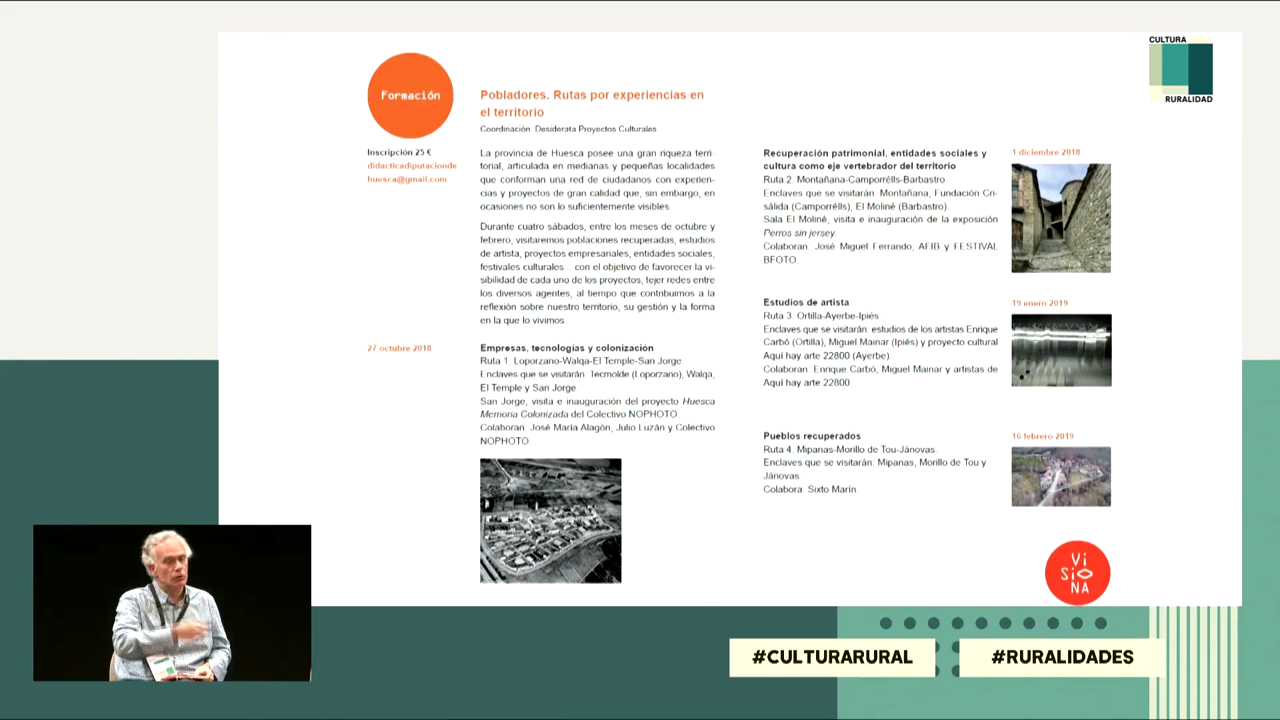 CULTURA
RURALIDAD
Formación
Inscripción 25 €
didacticadiputacionde
huesca@gmail.com
Pobladores. Rutas por experiencias en
el territorio
Coordinación: Desiderata Proyectos Culturales
La provincia de Huesca posee una gran riqueza terri-
torial, articulada en medianas y pequeñas localidades
que conforman una red de ciudadanos con experien-
cias y proyectos de gran calidad que, sin embargo, en
ocasiones no son lo suficientemente visibles.
Durante cuatro sábados, entre los meses de octubre y
febrero, visitaremos poblaciones recuperadas, estudios
de artista, proyectos empresariales, entidades sociales,
festivales culturales... con el objetivo de favorecer la vi-
sibilidad de cada uno de los proyectos, tejer redes entre
los diversos agentes, al tiempo que contribuimos a la
reflexión sobre nuestro territorio, su gestión y la forma
en la que lo vivimos.
27 octubre 2018
Empresas, tecnologías y colonización
Ruta 1. Loporzano-Walqa-El Temple-San Jorge
Enclaves que se visitarán: Tecmolde (Loporzano), Walqa,
El Temple y San Jorge.
San Jorge, visita e inauguración del proyecto Huesca
Memoria Colonizada del Colectivo NOPHOTO.
Colaboran: José María Alagón, Julio Luzán y Colectivo
NOPHOTO.
Recuperación patrimonial, entidades sociales y
cultura como eje vertebrador del territorio
Ruta 2. Montañana-Camporrélls-Barbastro
Enclaves que se visitarán: Montañana, Fundación Cri-
sálida (Camporrélls), El Moliné (Barbastro).
Sala El Moliné, visita e inauguración de la exposición
Perros sin jersey.
Colaboran: José Miguel Ferrando, AFIB y FESTIVAL
BFOTO.
1 diciembre 2018
Estudios de artista
Ruta 3. Ortilla-Ayerbe-Ipiés
Enclaves que se visitarán: estudios de los artistas Enrique
Carbó (Ortilla), Miguel Mainar (Ipiés) y proyecto cultural
Aquí hay arte 22800 (Ayerbe).
Colaboran: Enrique Carbó, Miguel Mainar y artistas de
Aquí hay arte 22800.
19 enero 2019
Pueblos recuperados
Ruta 4. Mipanas-Morillo de Tou-Jánovas.
Enclaves que se visitarán: Mipanas, Morillo de Tou y
Jánovas.
Colabora: Sixto Marín.
16 febrero 2019
ViSiONA
#CULTURARURAL
#RURALIDADES